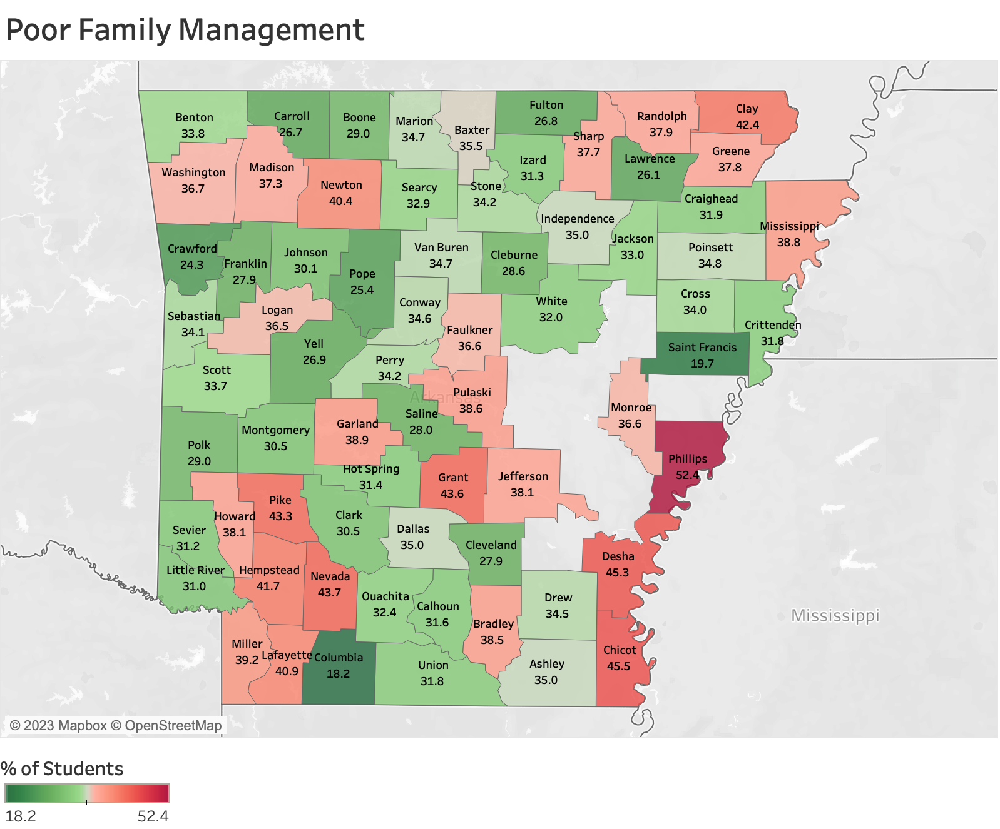 Poor Family Management
Benton
33.8
Carroll
26.7
Boone
29.0
Marion
34.7
Baxter
35.5
Fulton
26.8
Sharp
37.7
Randolph
37.9
Clay
42.4
Washington
36.7
Madison
37.3
Newton
40.4
Searcy
32.9
Stone
34.2
Izard
31.3
Lawrence
26.1
Greene
37.8
Independence
35.0
Craighead
31.9
Mississippi
38.8
Crawford
24.3
Franklin
27.9
Johnson
30.1
Pope
25.4
Van Buren
34.7
Cleburne
28.6
Jackson
33.0
Poinsett
34.8
Sebastian
34.1
Logan
36.5
Conway
34.6
Faulkner
36.6
White
32.0
Cross
34.0
Crittenden
31.8
Saint Francis
19.7
Scott
33.7
Yell
26.9
Perry
34.2
Arkansas
Pulaski
38.6
Saline
28.0
Garland
38.9
Monroe
36.6
Polk
29.0
Montgomery
30.5
Hot Spring
31.4
Grant
43.6
Jefferson
38.1
Phillips
52.4
Howard
38.1
Pike
43.3
Clark
30.5
Dallas
35.0
Cleveland
27.9
Desha
45.3
Sevier
31.2
Little River
31.0
Hempstead
41.7
Nevada
43.7
Ouachita
32.4
Calhoun
31.6
Bradley
38.5
Drew
34.5
Mississippi
Miller
39.2
Lafayette
40.9
Columbia
18.2
Union
31.8
Ashley
35.0
Chicot
45.5
© 2023 Mapbox © OpenStreetMap
% of Students
18.2 52.4